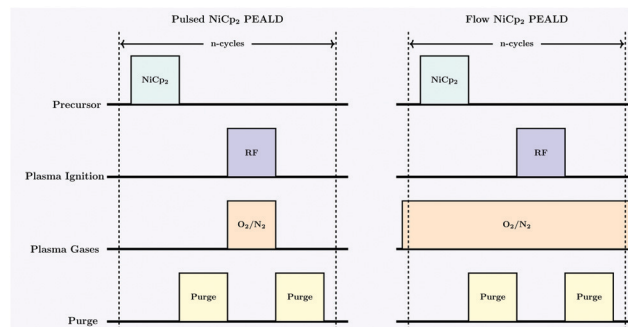 Pulsed NiCp₂ PEALD
Flow NiCp₂ PEALD
n-cycles
n-cycles
NiCp₂
NiCp₂
Precursor
RF
RF
Plasma Ignition
O₂/N₂
O₂/N₂
Plasma Gases
Purge
Purge
Purge
Purge
Purge